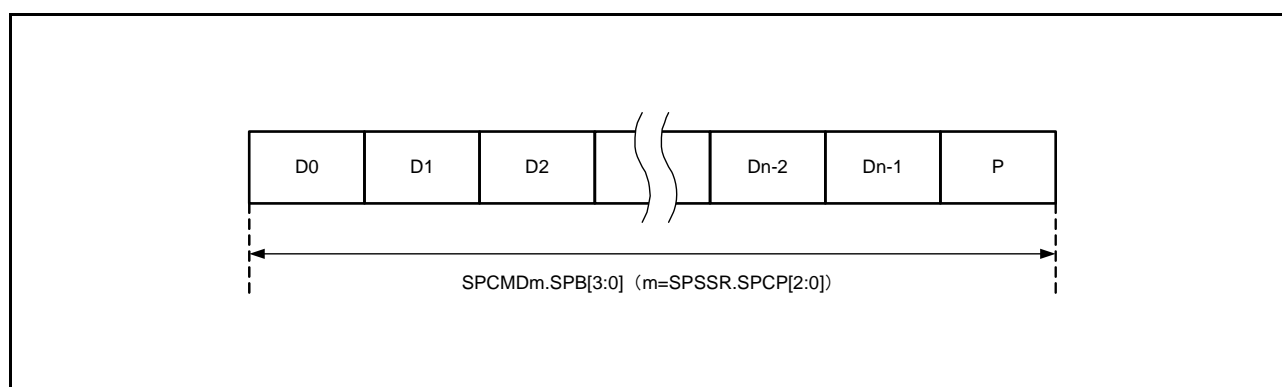 D0 D1 D2 Dn-2 Dn-1 P
SPCMDm.SPB[3:0]（m=SPSSR.SPCP[2:0]）